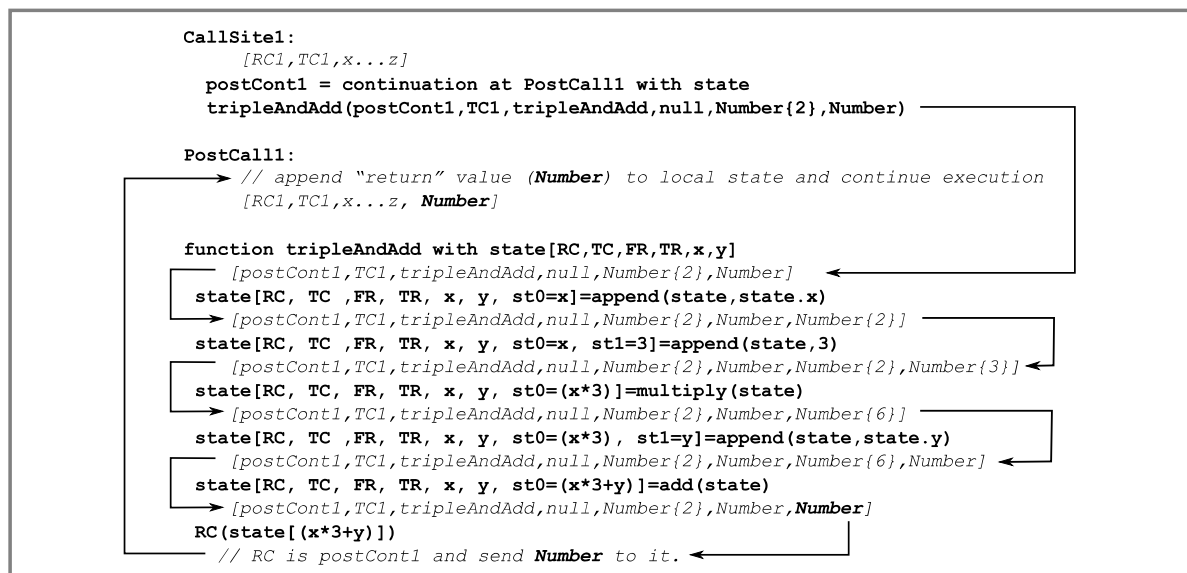 CallSite1:
[RC1,TC1,x...z]
postCont1 = continuation at PostCall1 with state
tripleAndAdd(postCont1,TC1,tripleAndAdd,null,Number{2},Number)
PostCall1:
// append “return” value (Number) to local state and continue execution
[RC1,TC1,x...z, Number]
function tripleAndAdd with state[RC,TC,FR,TR,x,y]
[postCont1,TC1,tripleAndAdd,null,Number{2},Number]
state[RC, TC ,FR, TR, x, y, st0=x]=append(state,state.x)
[postCont1,TC1,tripleAndAdd,null,Number{2},Number,Number{2}]
state[RC, TC ,FR, TR, x, y, st0=x, st1=3]=append(state,3)
[postCont1,TC1,tripleAndAdd,null,Number{2},Number,Number{2},Number{3}]
state[RC, TC, FR, TR, x, y, st0=(x*3)]=multiply(state)
[postCont1,TC1,tripleAndAdd,null,Number{2},Number,Number{6}]
state[RC, TC ,FR, TR, x, y, st0=(x*3), st1=y]=append(state,state.y)
[postCont1,TC1,tripleAndAdd,null,Number{2},Number,Number{6},Number]
state[RC, TC, FR, TR, x, y, st0=(x*3+y)]=add(state)
[postCont1,TC1,tripleAndAdd,null,Number{2},Number,Number]
RC(state[(x*3+y)])
// RC is postCont1 and send Number to it.